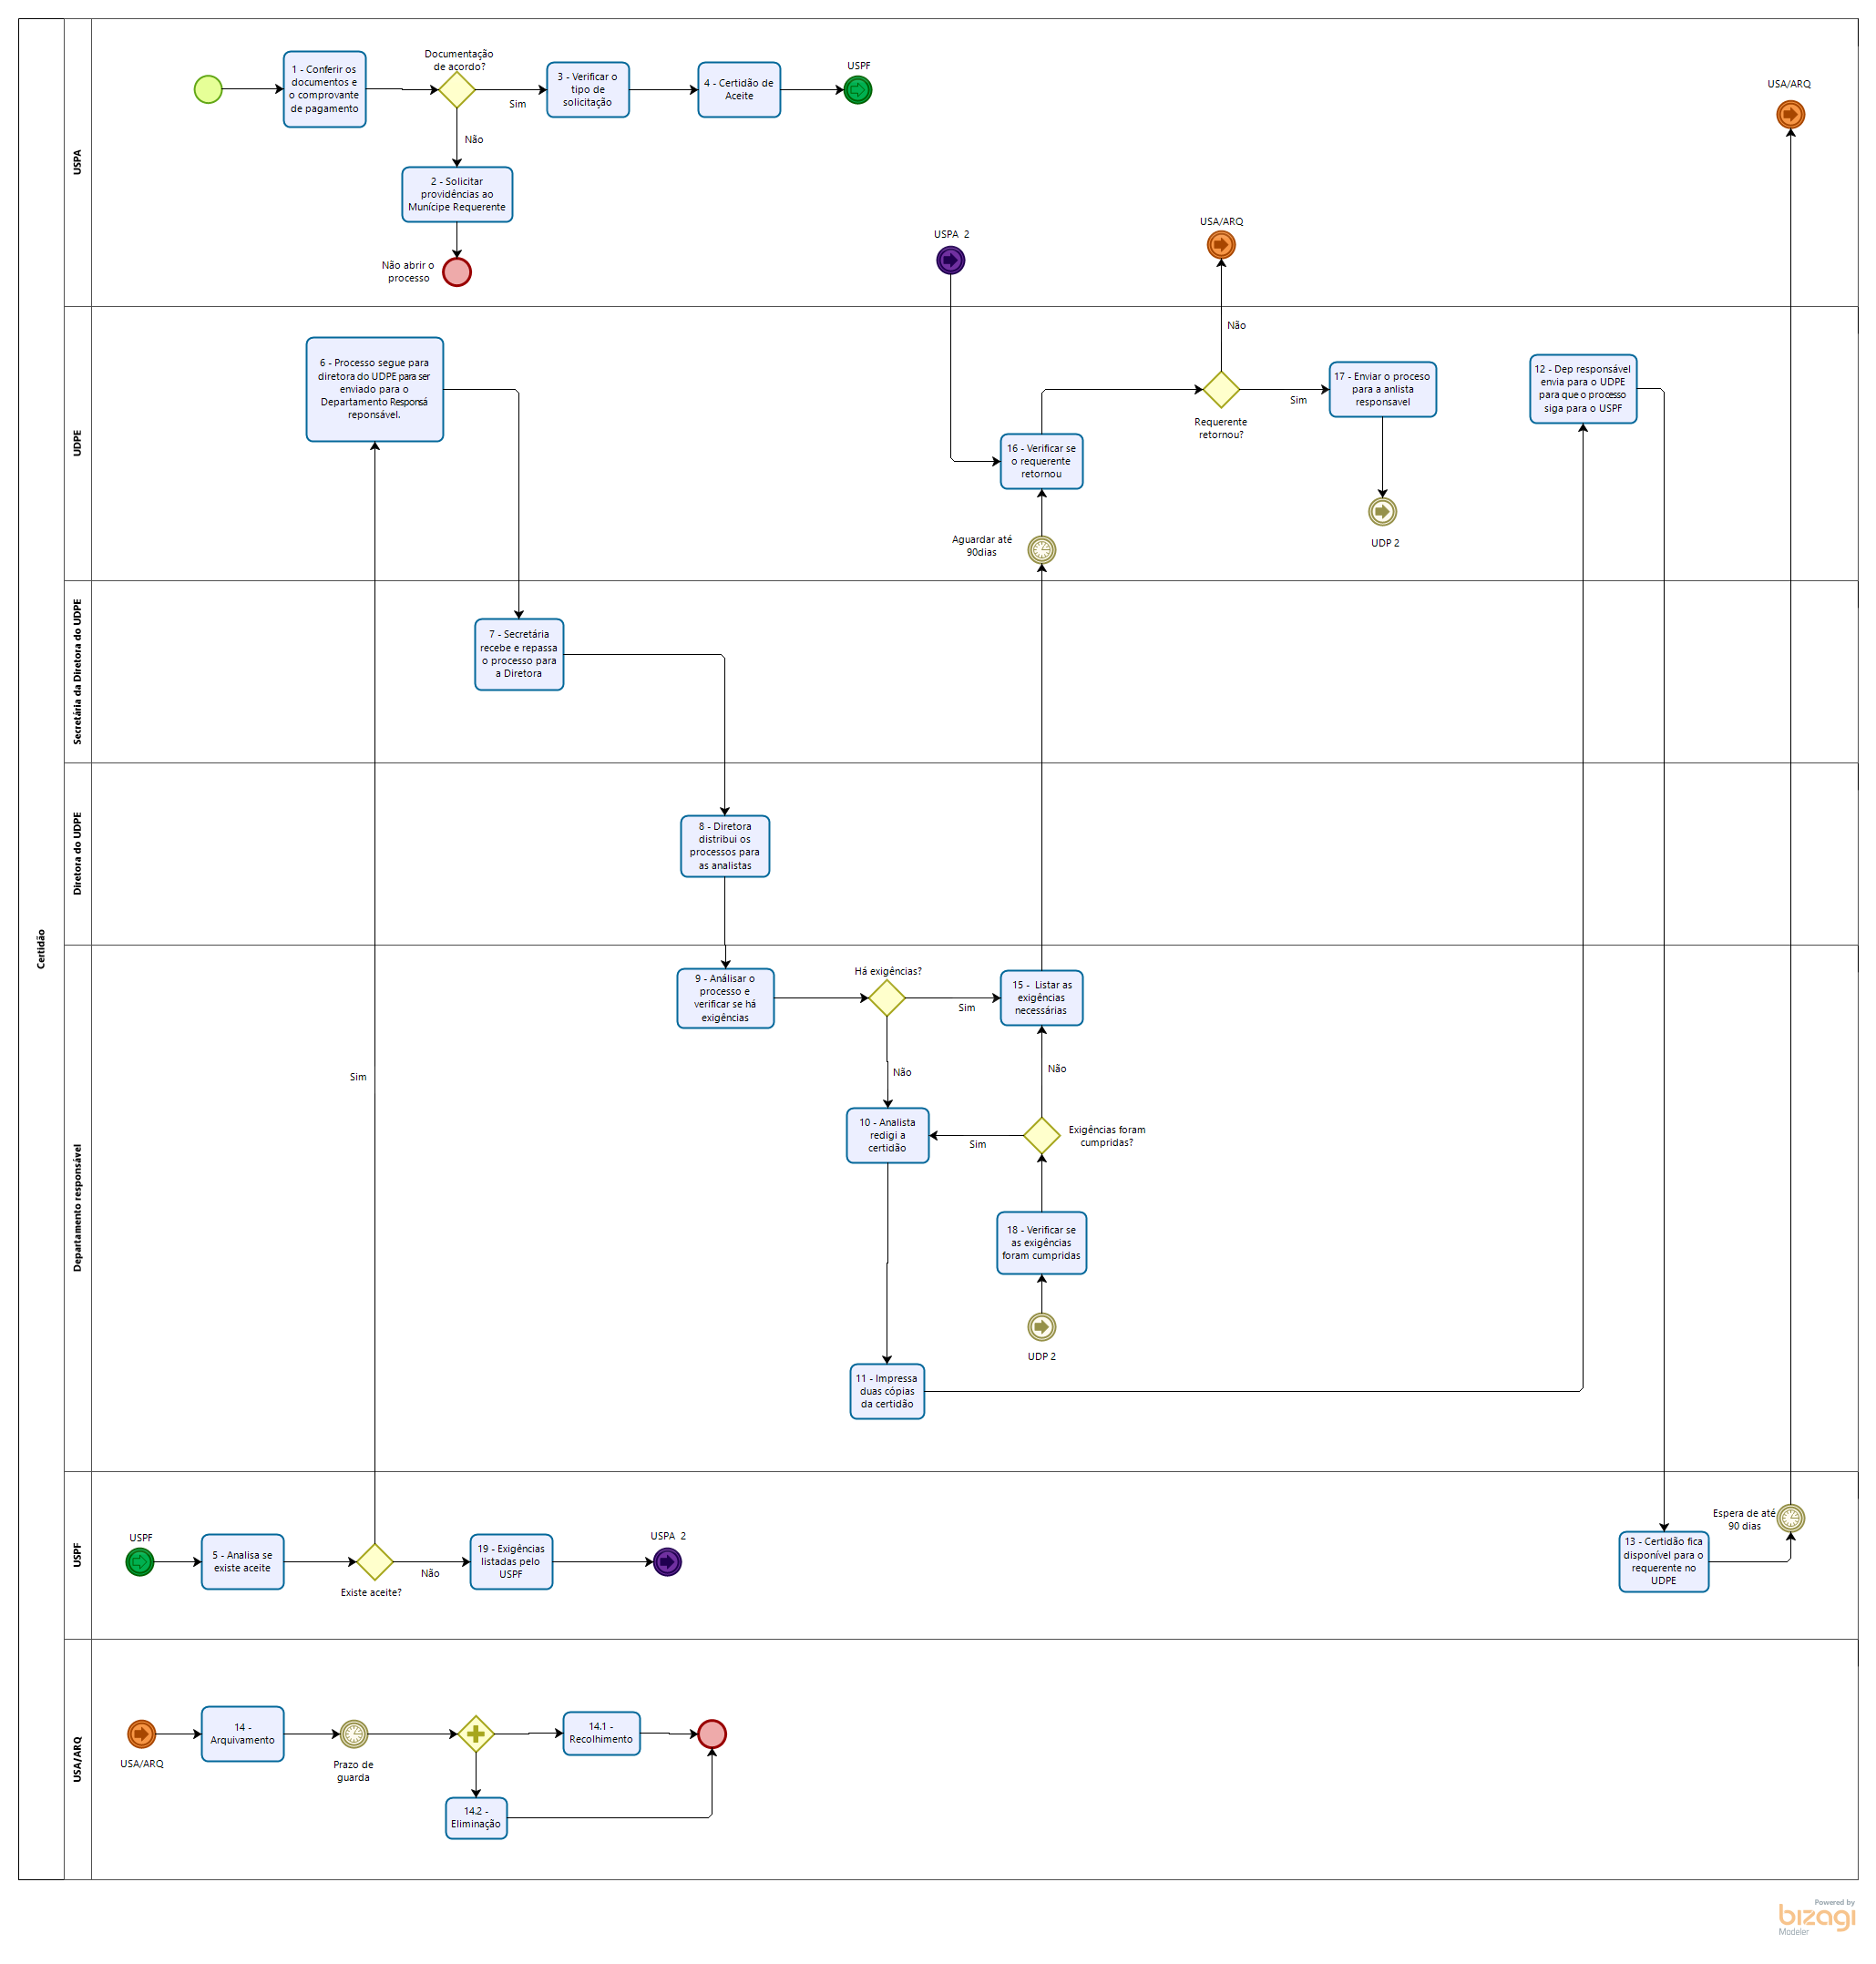 Certidão
USPA
1 - Conferir os
documentos e
o comprovante
de pagamento
Documentação
de acordo?
Sim
3 - Verificar o
tipo de
solicitação
4 - Certidão de
Aceite
USPF
USA/ARQ
Não
2 - Solicitar
providências ao
Munícipe Requerente
Não abrir o
processo
USPA 2
USA/ARQ
UDPE
Não
6 - Processo segue para
diretora do UDPE para ser
enviado para o
Departamento Responsá
reponsável.
17 - Enviar o proceso
para a anlista
responsavel
Sim
Requerente
retornou?
12 - Dep responsável
envia para o UDPE
para que o processo
siga para o USPF
16 - Verificar se
o requerente
retornou
Aguardar até
90dias
UDP 2
Secretária da Diretora do UDPE
7 - Secretária
recebe e repassa
o processo para
a Diretora
Diretora do UDPE
8 - Diretora
distribui os
processos para
as analistas
Departamento responsável
9 - Análisar o
processo e
verificar se há
exigências
Há exigências?
Sim
15 - Listar as
exigências
necessárias
Sim
Não
Não
10 - Analista
redigi a
certidão
Sim
Exigências foram
cumpridas?
18 - Verificar se
as exigências
foram cumpridas
UDP 2
11 - Impressa
duas cópias
da certidão
USPF
USPF
5 - Analisa se
existe aceite
Existe aceite?
Não
19 - Exigências
listadas pelo
USPF
USPA 2
Espera de até
90 dias
13 - Certidão fica
disponível para o
requerente no
UDPE
USA/ARQ
USA/ARQ
14 -
Arquivamento
Prazo de
guarda
14.1 -
Recolhimento
14.2 -
Eliminação
Powered by
bizagi
Modeler